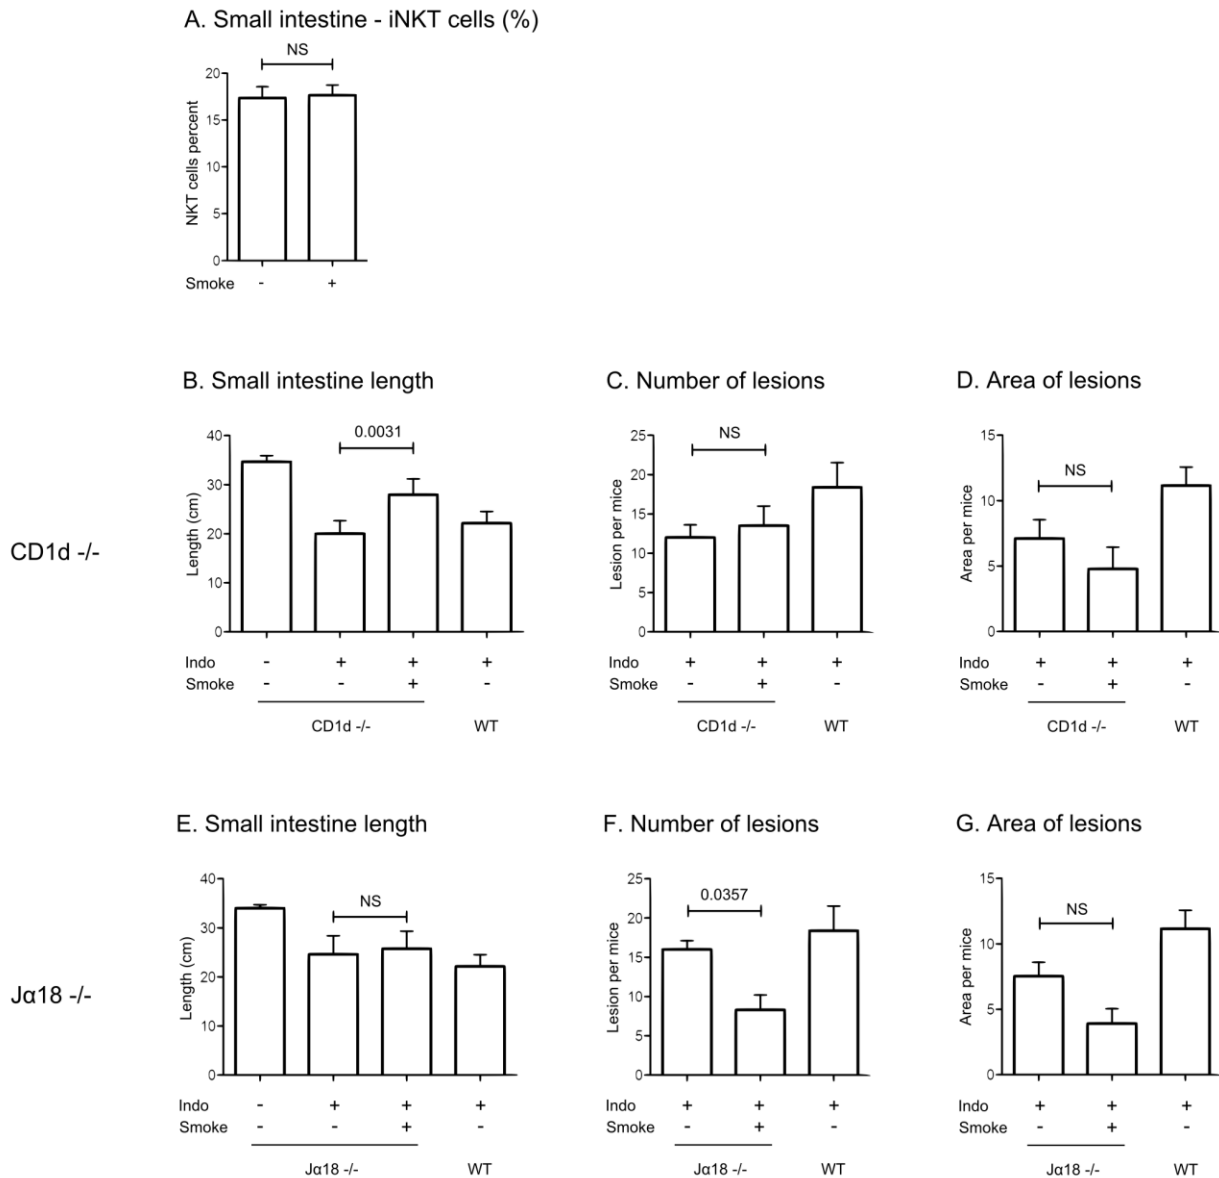 A. Small intestine - iNKT cells (%)
NS
NKT cells percent
20
15
10
5
0
Smoke - +
B. Small intestine length
0.0031
Length (cm)
40
30
20
10
0
Indo - + + +
Smoke - - + -
CD1d -/- WT
C. Number of lesions
NS
Lesion per mice
25
20
15
10
5
0
Indo + + +
Smoke - + -
CD1d -/- WT
D. Area of lesions
NS
Area per mice
15
10
5
0
Indo + + +
Smoke - + -
CD1d -/- WT
CD1d -/-
E. Small intestine length
NS
Length (cm)
40
30
20
10
0
Indo - + + +
Smoke - - + -
Jα18 -/- WT
F. Number of lesions
0.0357
Lesion per mice
25
20
15
10
5
0
Indo + + +
Smoke - + -
Jα18 -/- WT
G. Area of lesions
NS
Area per mice
15
10
5
0
Indo + + +
Smoke - + -
Jα18 -/- WT
Jα18 -/-